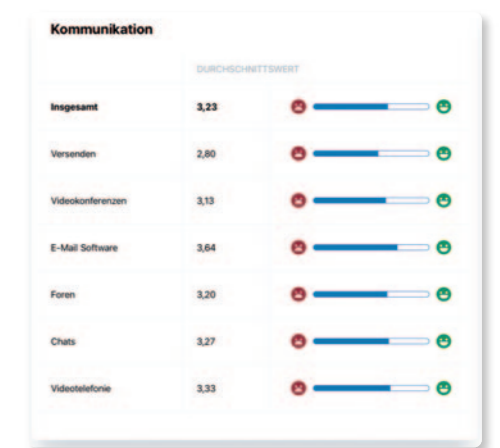 Kommunikation
DURCHSCHNITTSWERT
Insgesamt 3,23
Versenden 2,80
Videokonferenzen 3,13
E-Mail Software 3,64
Foren 3,20
Chats 3,27
Videotelefonie 3,33